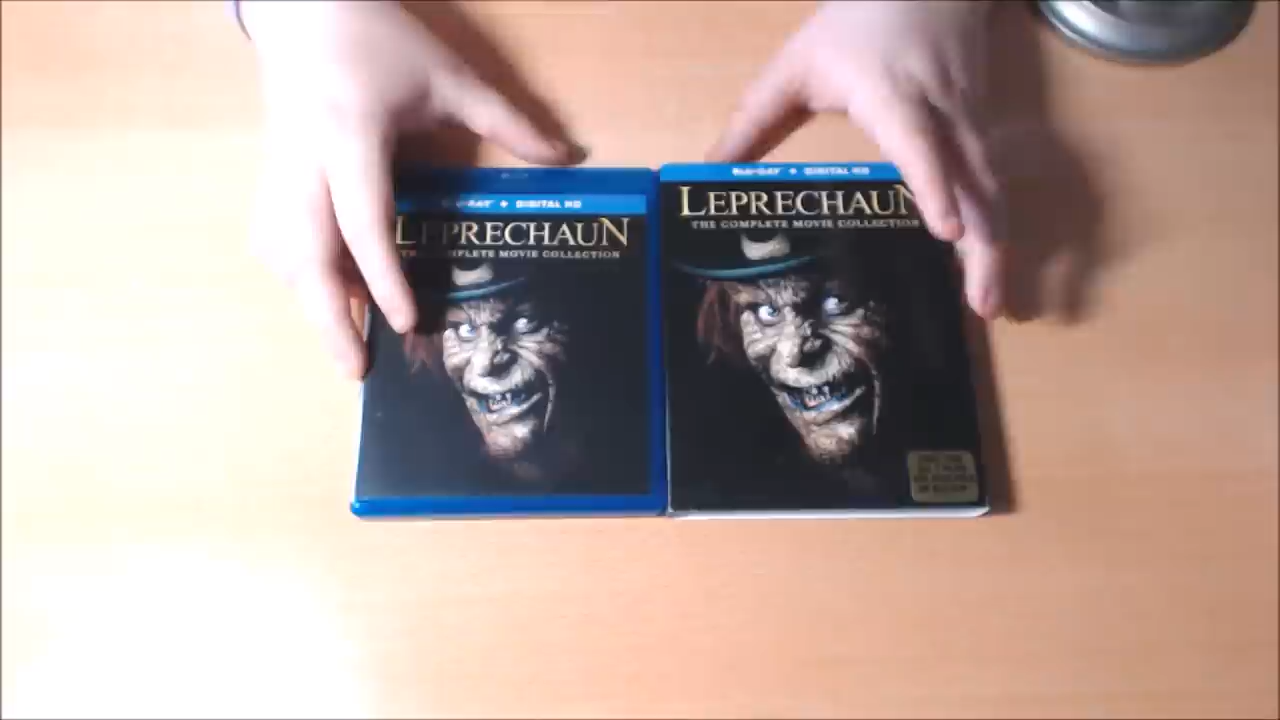 BLU-RAY + DIGITAL HD
LEPRECHAUN
THE COMPLETE MOVIE COLLECTION
BLU-RAY + DIGITAL HD
LEPRECHAUN
THE COMPLETE MOVIE COLLECTION